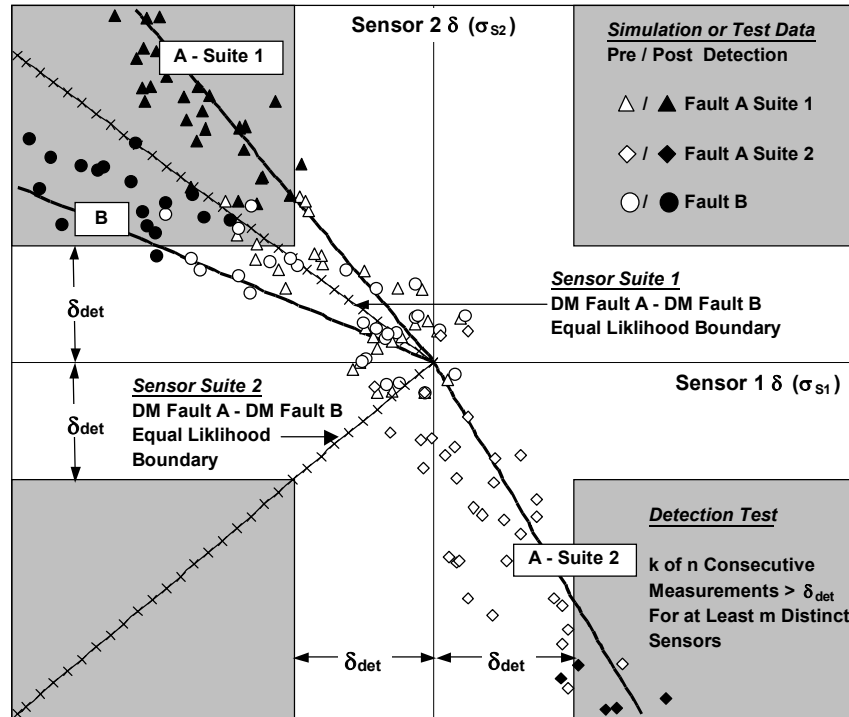 Sensor 2 δ (σS2)
A - Suite 1
Simulation or Test Data
Pre / Post Detection
/ Fault A Suite 1
/ Fault A Suite 2
/ Fault B
B
δdet
Sensor Suite 1
DM Fault A - DM Fault B
Equal Liklihood Boundary
Sensor 1 δ (σS1)
Sensor Suite 2
DM Fault A - DM Fault B
Equal Liklihood
Boundary
δdet
A - Suite 2
Detection Test
k of n Consecutive
Measurements > δdet
For at Least m Distinct
Sensors
δdet
δdet